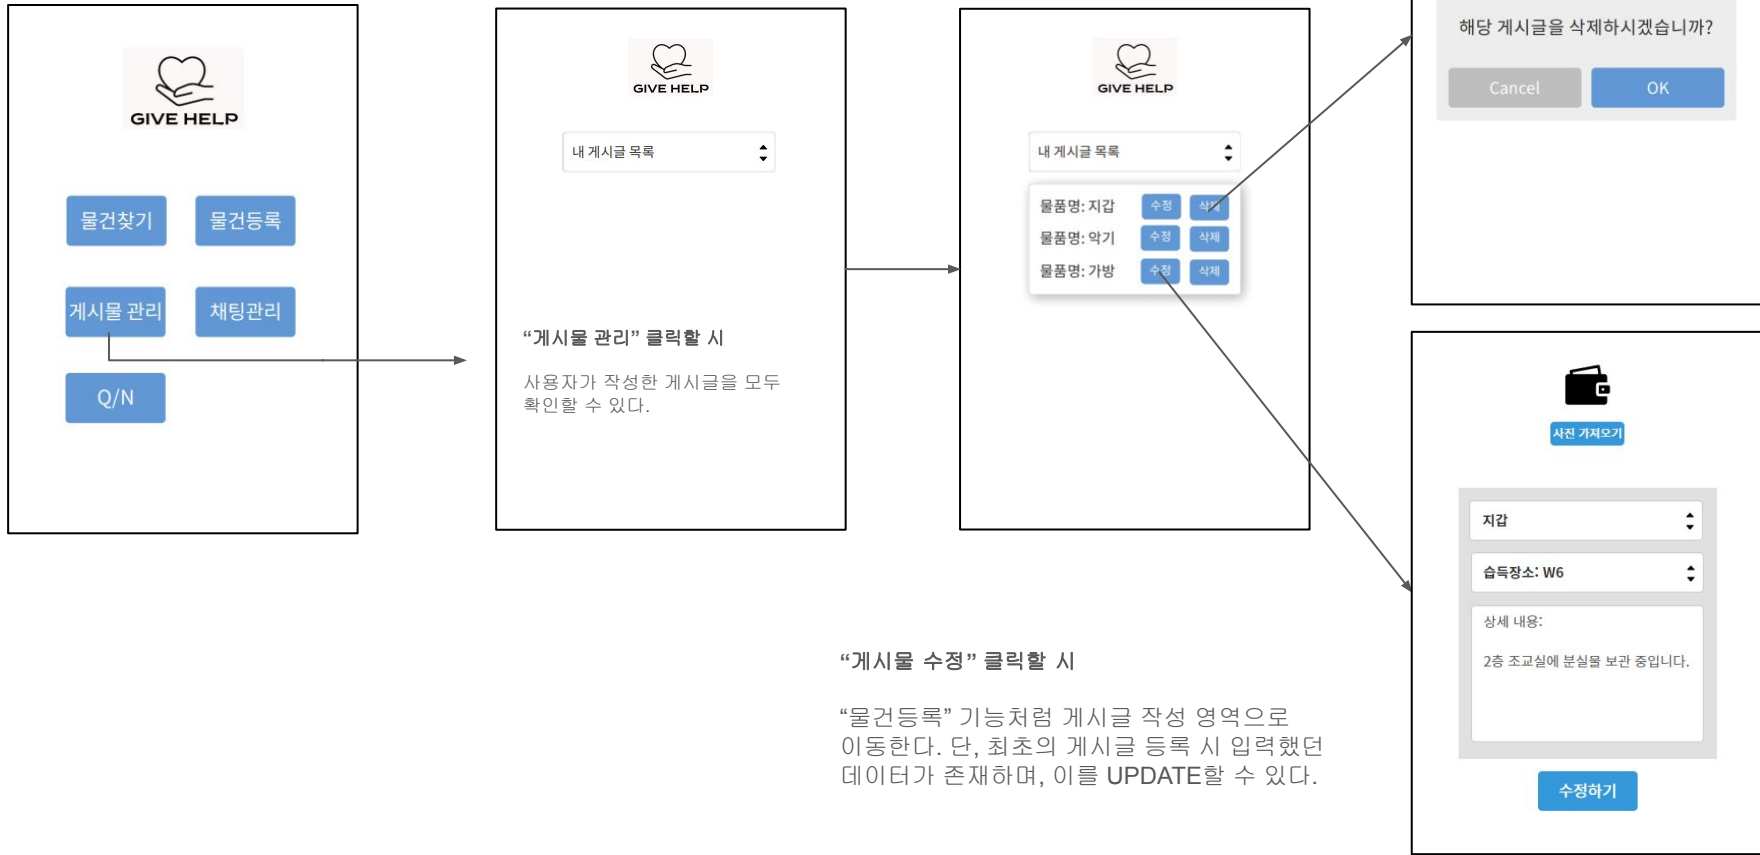 GIVE HELP
물건찾기
물건등록
게시물 관리
채팅관리
Q/N
GIVE HELP
내 게시글 목록
“게시물 관리” 클릭할 시
사용자가 작성한 게시글을 모두
확인할 수 있다.
GIVE HELP
내 게시글 목록
물품명: 지갑 수정 삭제
물품명: 악기 수정 삭제
물품명: 가방 수정 삭제
해당 게시글을 삭제하시겠습니까?
Cancel OK
사진 가져오기
지갑
습득장소: W6
상세 내용:
2층 조교실에 분실물 보관 중입니다.
수정하기
“게시물 수정” 클릭할 시
“물건등록” 기능처럼 게시글 작성 영역으로
이동한다. 단, 최초의 게시글 등록 시 입력했던
데이터가 존재하며, 이를 UPDATE할 수 있다.